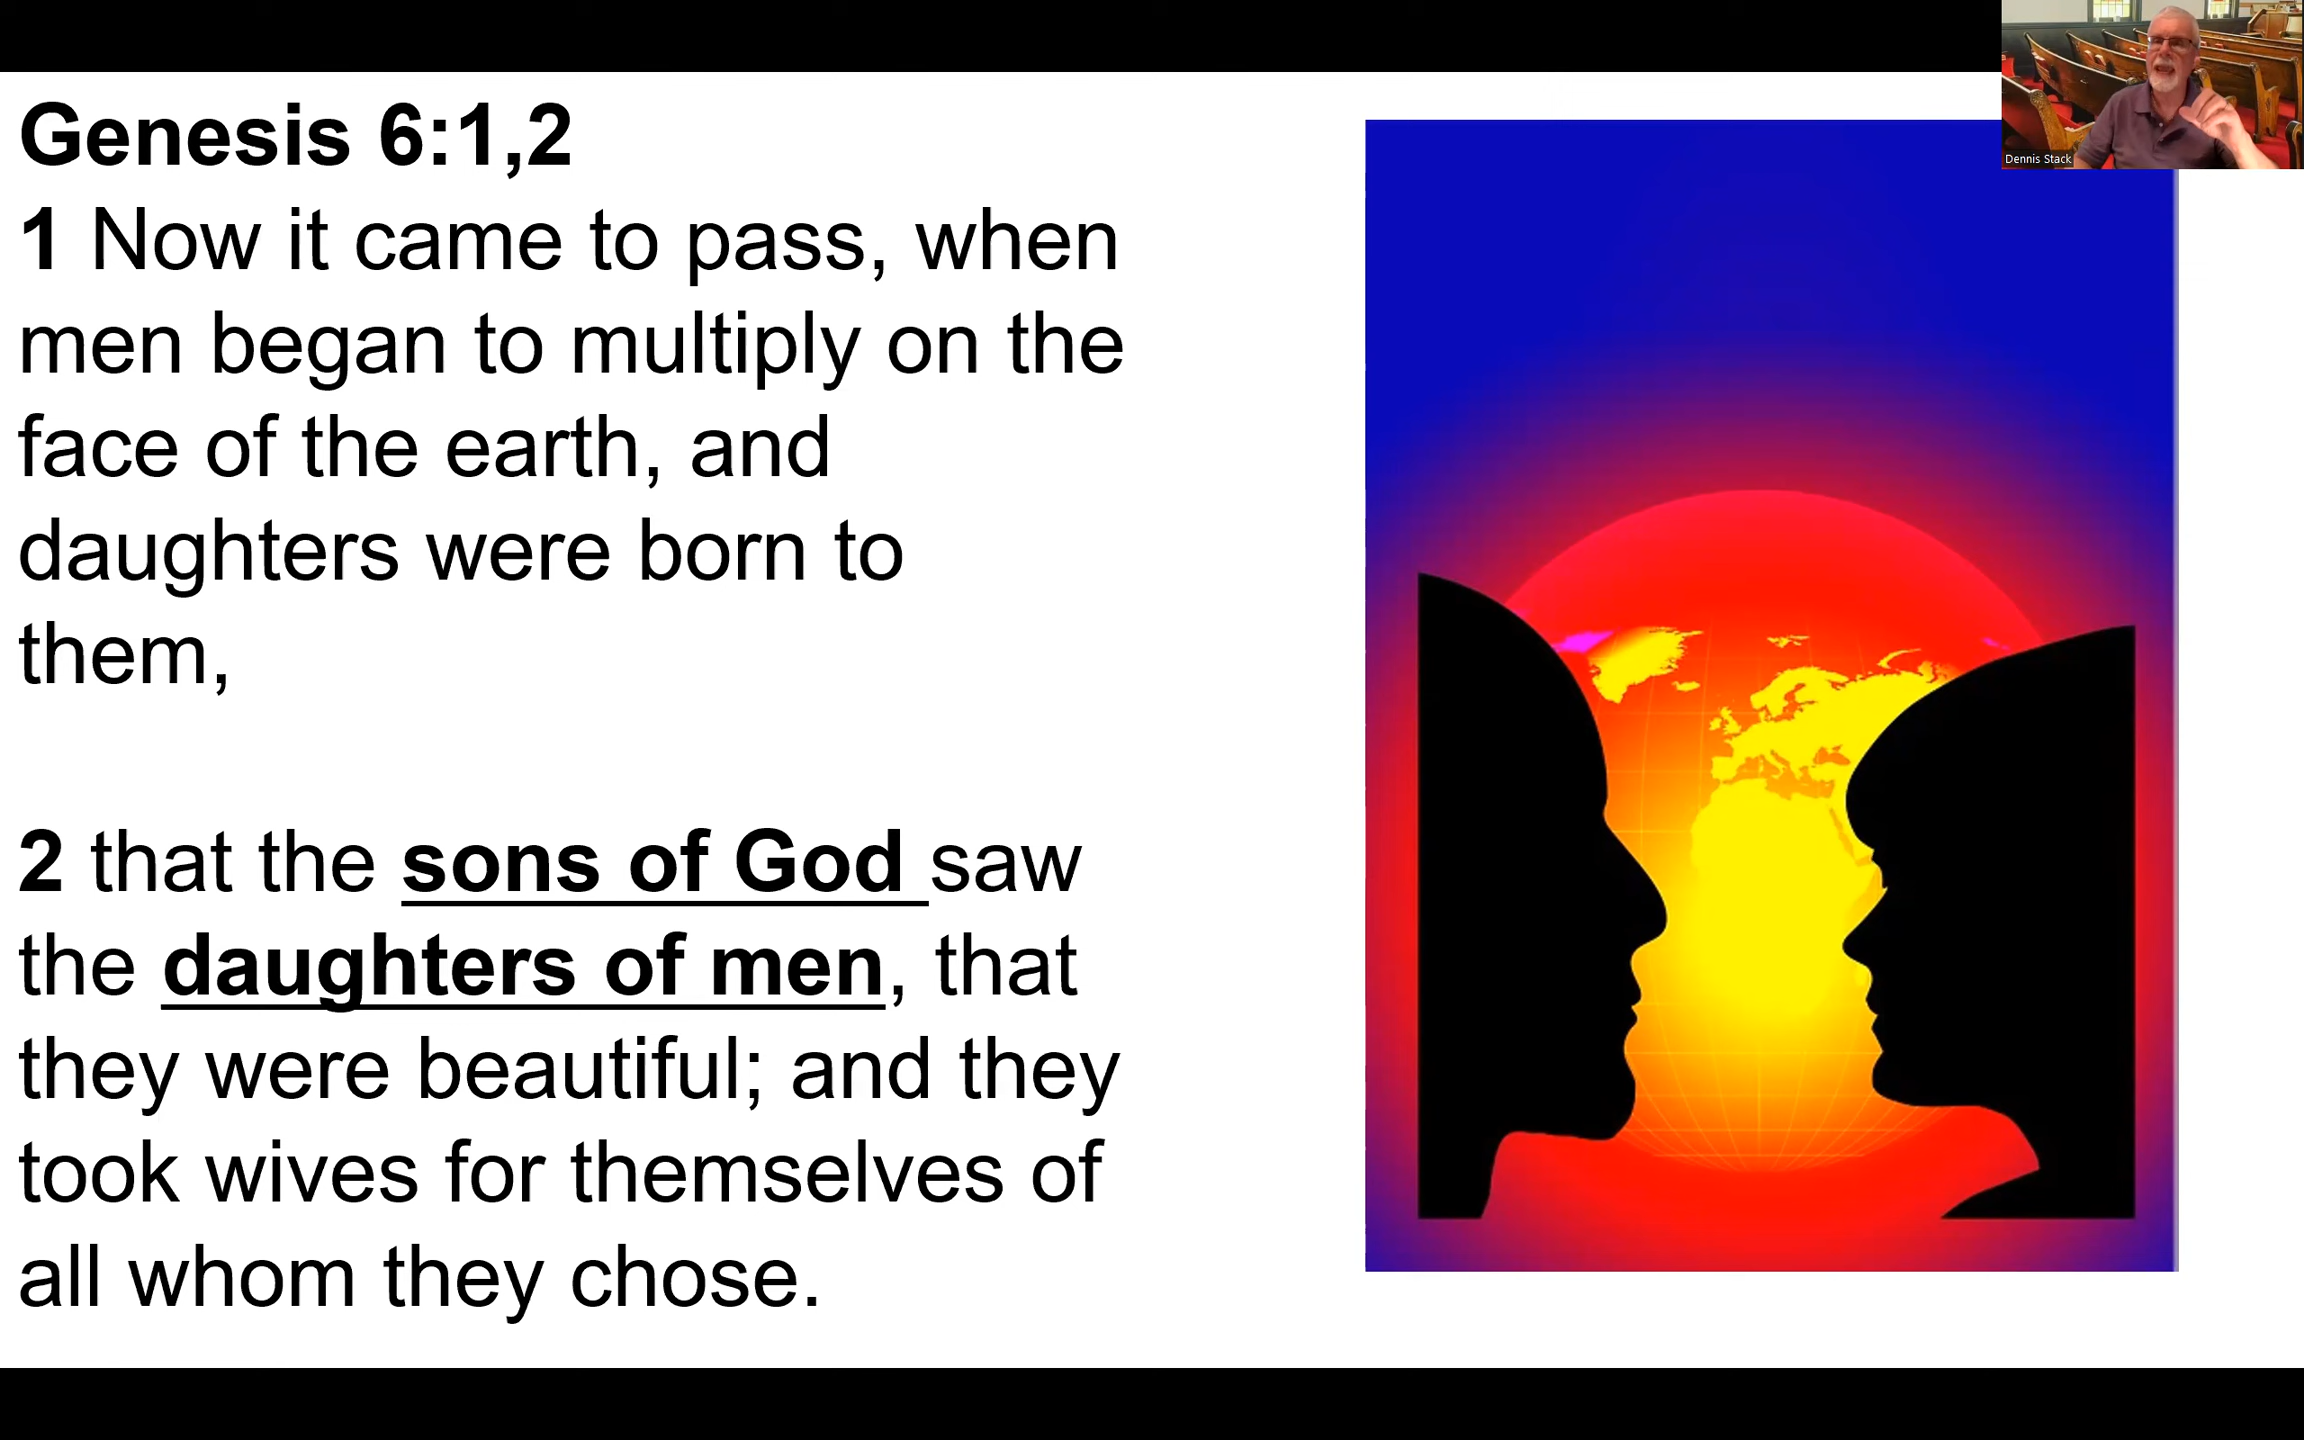 Genesis 6:1,2
1 Now it came to pass, when
men began to multiply on the
face of the earth, and
daughters were born to
them,
2 that the sons of God saw
the daughters of men, that
they were beautiful; and they
took wives for themselves of
all whom they chose.
Dennis Stack